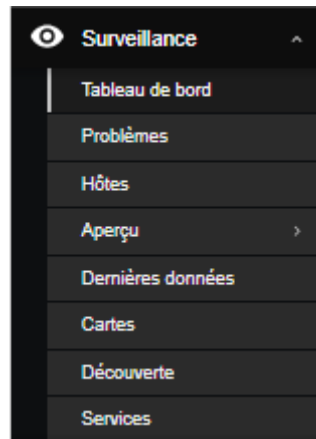 Surveillance
Tableau de bord
Problèmes
Hôtes
Aperçu
Dernières données
Cartes
Découverte
Services